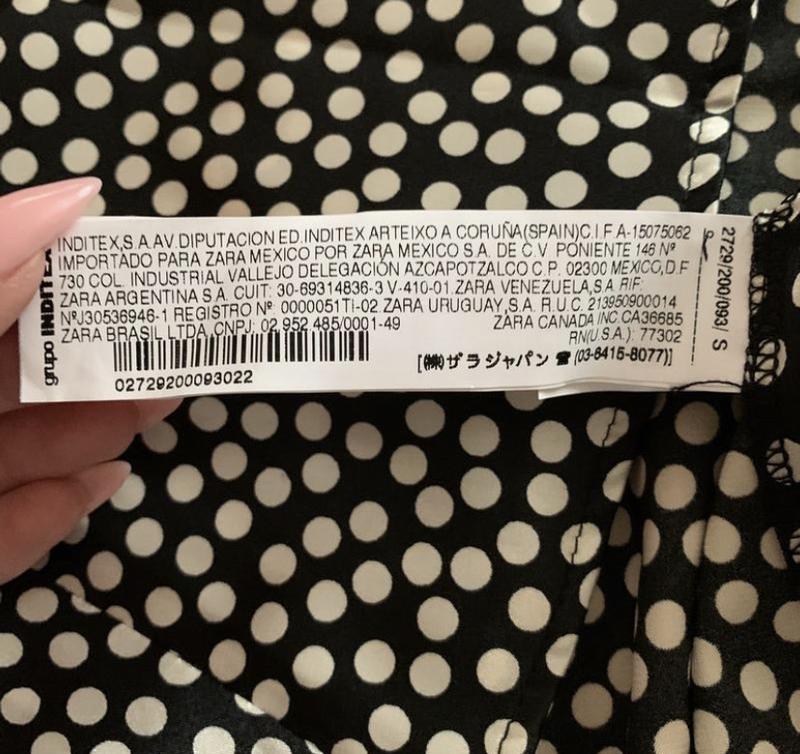 grupo INDITEX
INDITEX,S.A.AV.DIPUTACION ED.INDITEX ARTEIXO A CORUÑA(SPAIN)C.I.F A-15075062
IMPORTADO PARA ZARA MEXICO POR ZARA MEXICO S.A. DE C.V PONIENTE 146 Nº
730 COL. INDUSTRIAL VALLEJO DELEGACIÓN AZCAPOTZALCO C.P. 02300 MEXICO,D.F
ZARA ARGENTINA S.A. CUIT: 30-69314836-3 V-410-01.ZARA VENEZUELA,S.A RIF:
NºJ30536946-1 REGISTRO Nº 0000051TI-02.ZARA URUGUAY,S.A. R.U.C. 213950900014
ZARA BRASIL LTDA,CNPJ: 02.952.485/0001-49 ZARA CANADA INC.CA36685
RN(U.S.A.): 77302
[㈱ザラジャパン ☎ (03-6415-8077)]
02729200093022
2729/200/093/ S